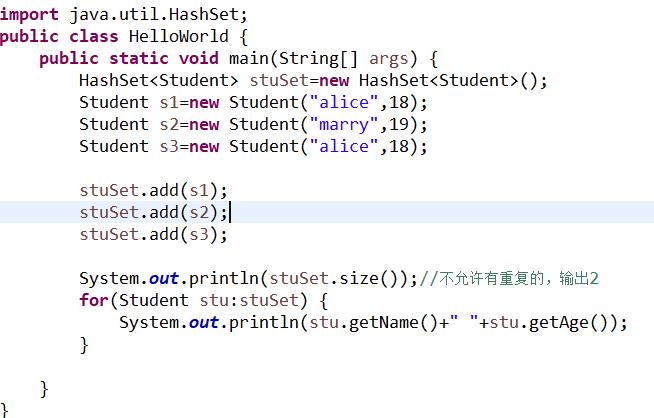 import java.util.HashSet;
public class HelloWorld {
    public static void main(String[] args) {
        HashSet<Student> stuSet=new HashSet<Student>();
        Student s1=new Student("alice",18);
        Student s2=new Student("marry",19);
        Student s3=new Student("alice",18);

        stuSet.add(s1);
        stuSet.add(s2);
        stuSet.add(s3);

        System.out.println(stuSet.size());//不允许有重复的，输出2
        for(Student stu:stuSet) {
            System.out.println(stu.getName()+" "+stu.getAge());
        }

    }
}